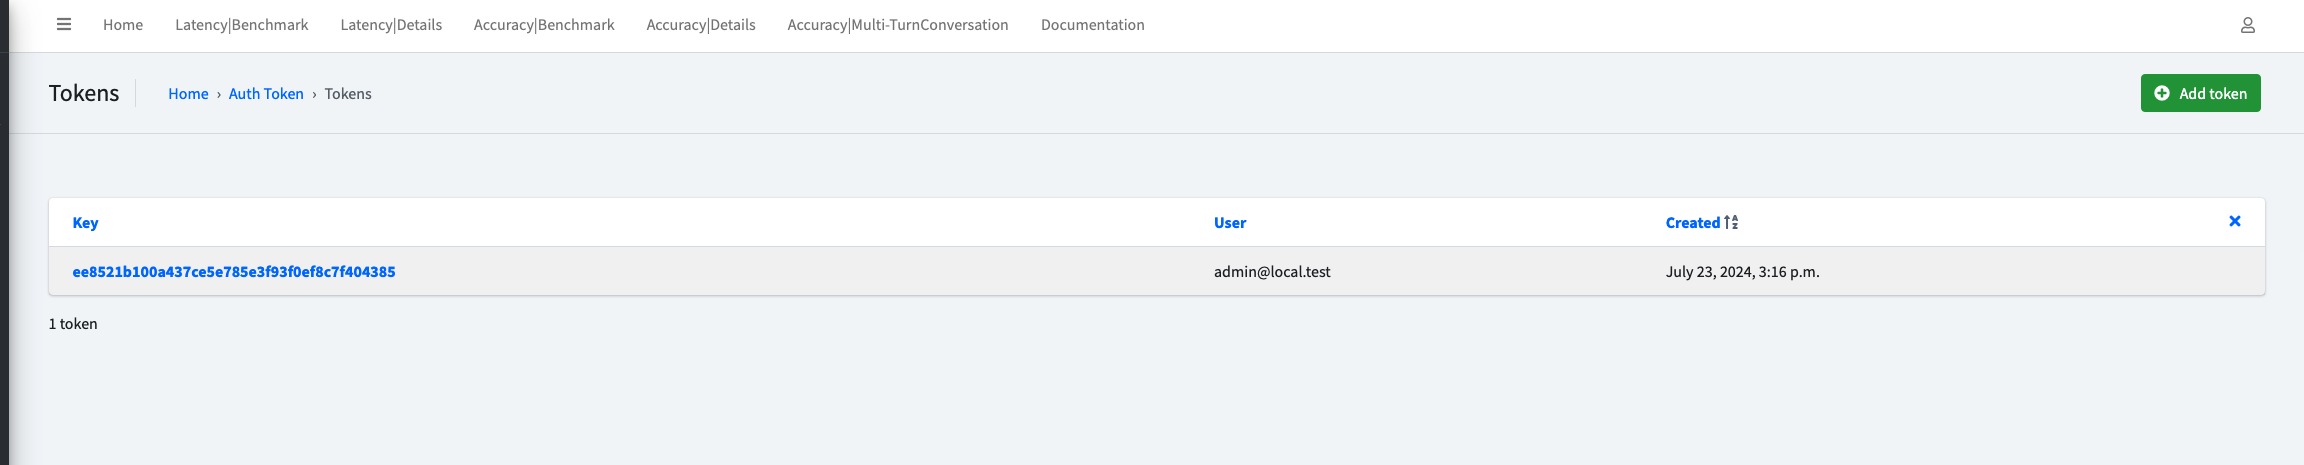 Home Latency|Benchmark Latency|Details Accuracy|Benchmark Accuracy|Details Accuracy|Multi-TurnConversation Documentation
Tokens Home › Auth Token › Tokens Add token
Key User Created
ee8521b100a437ce5e785e3f93f0ef8c7f404385 admin@local.test July 23, 2024, 3:16 p.m.
1 token